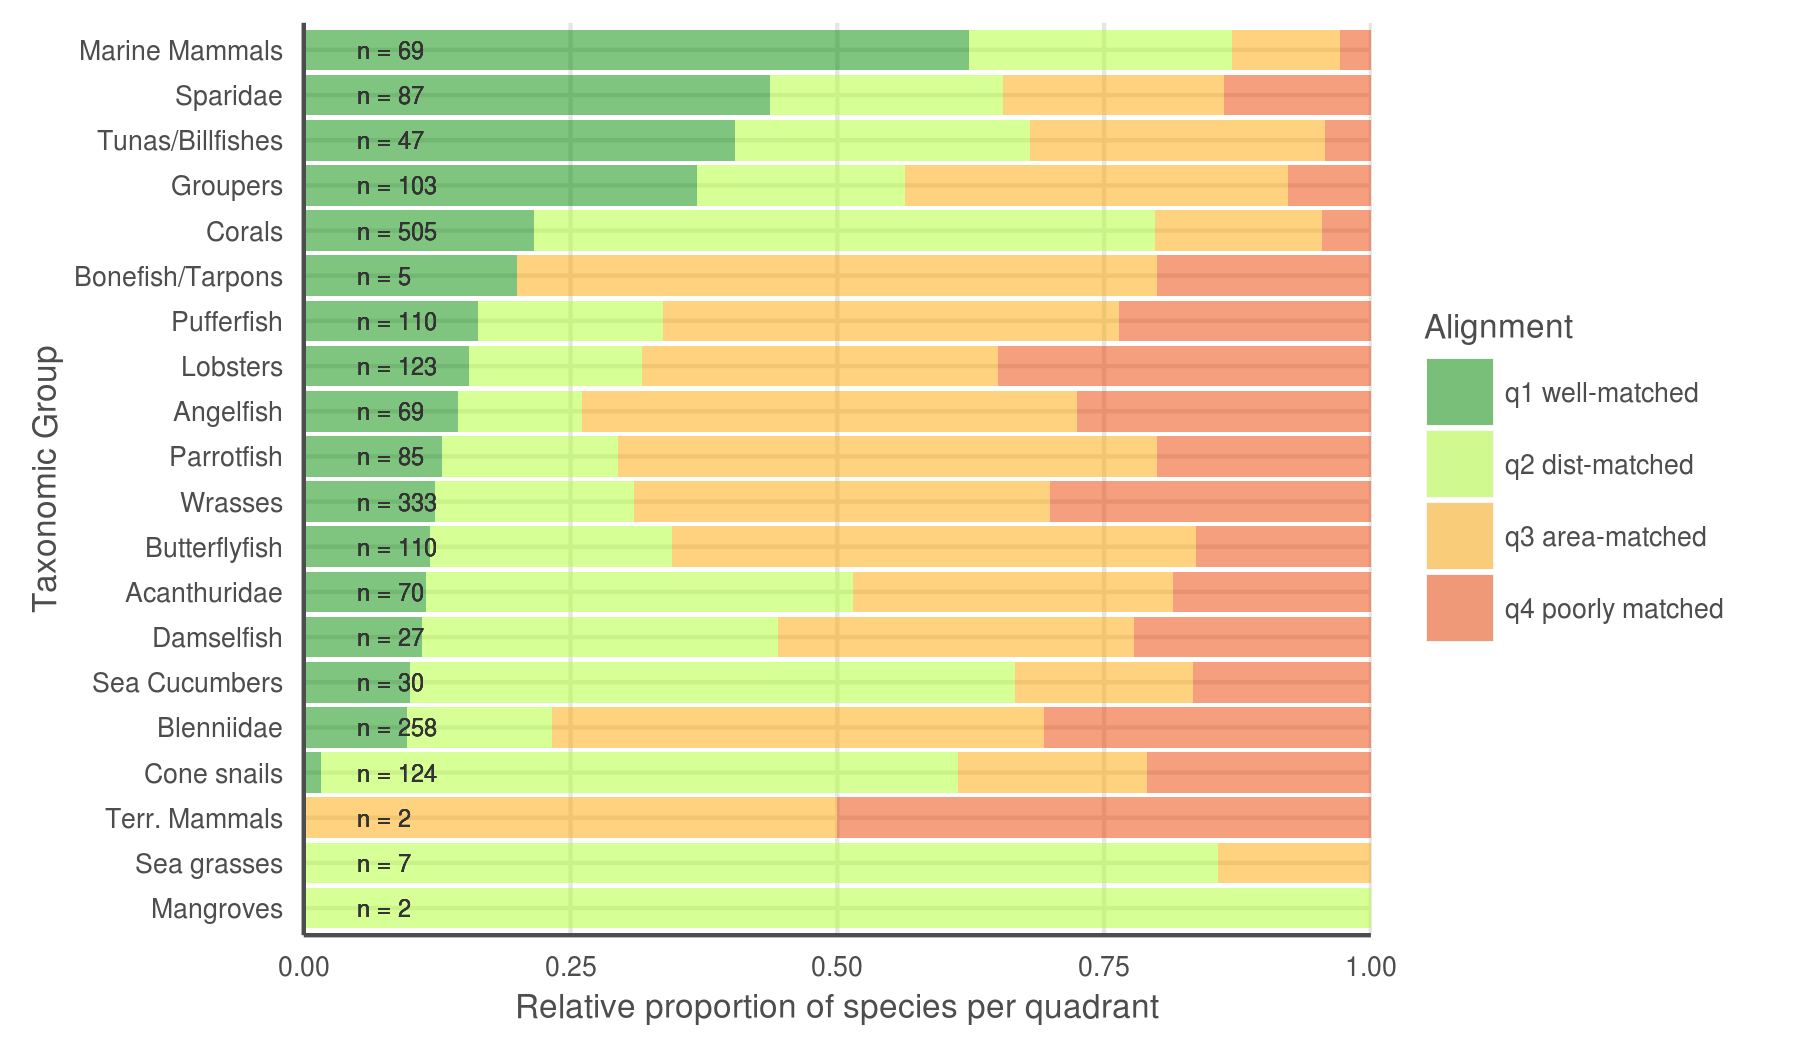 Marine Mammals n = 69
Sparidae n = 87
Tunas/Billfishes n = 47
Groupers n = 103
Corals n = 505
Bonefish/Tarpons n = 5
Pufferfish n = 110
Lobsters n = 123
Angelfish n = 69
Parrotfish n = 85
Wrasses n = 333
Butterflyfish n = 110
Acanthuridae n = 70
Damselfish n = 27
Sea Cucumbers n = 30
Blenniidae n = 258
Cone snails n = 124
Terr. Mammals n = 2
Sea grasses n = 7
Mangroves n = 2
Taxonomic Group
0.00 0.25 0.50 0.75 1.00
Relative proportion of species per quadrant
Alignment
q1 well-matched
q2 dist-matched
q3 area-matched
q4 poorly matched